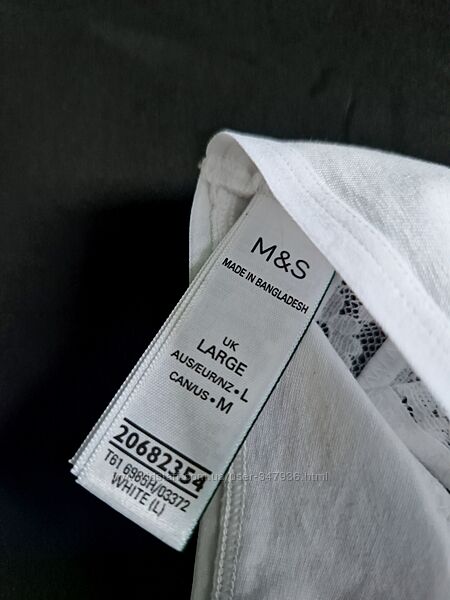 M&S
MADE IN BANGLADESH
UK
LARGE
AUS/EUR/NZ•L
CAN/US•M
20682354
T61 6986H/03372
WHITE (L)